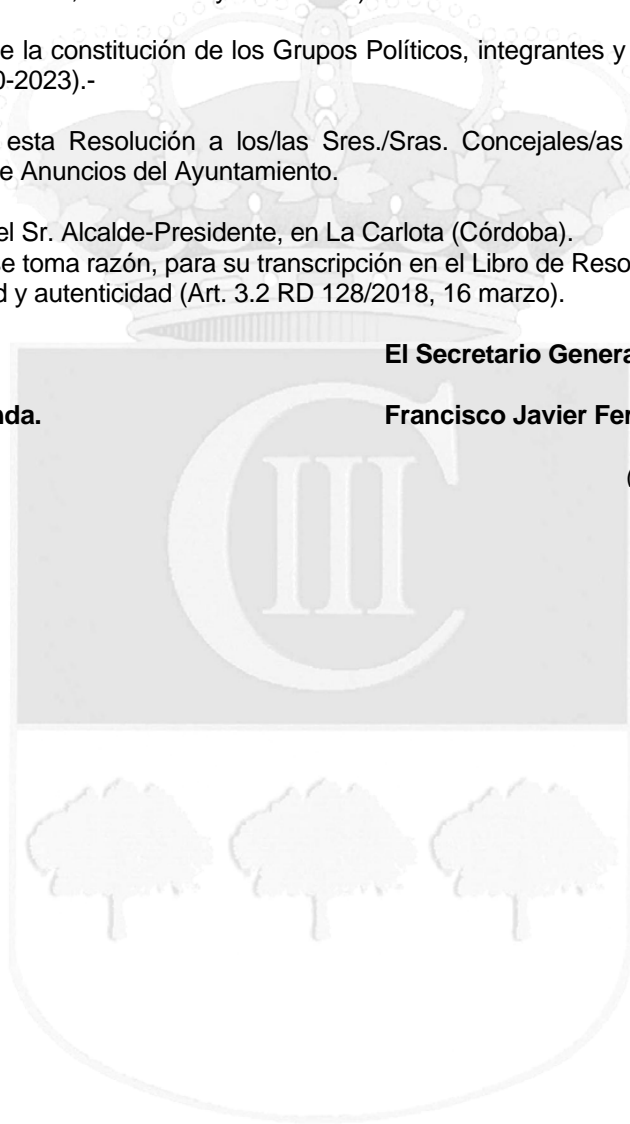 e la constitución de los Grupos Políticos, integrantes y
0-2023).-
esta Resolución a los/las Sres./Sras. Concejales/as
e Anuncios del Ayuntamiento.
el Sr. Alcalde-Presidente, en La Carlota (Córdoba).
se toma razón, para su transcripción en el Libro de Reso
d y autenticidad (Art. 3.2 RD 128/2018, 16 marzo).
El Secretario Genera
nda.
Francisco Javier Fer
(
C III